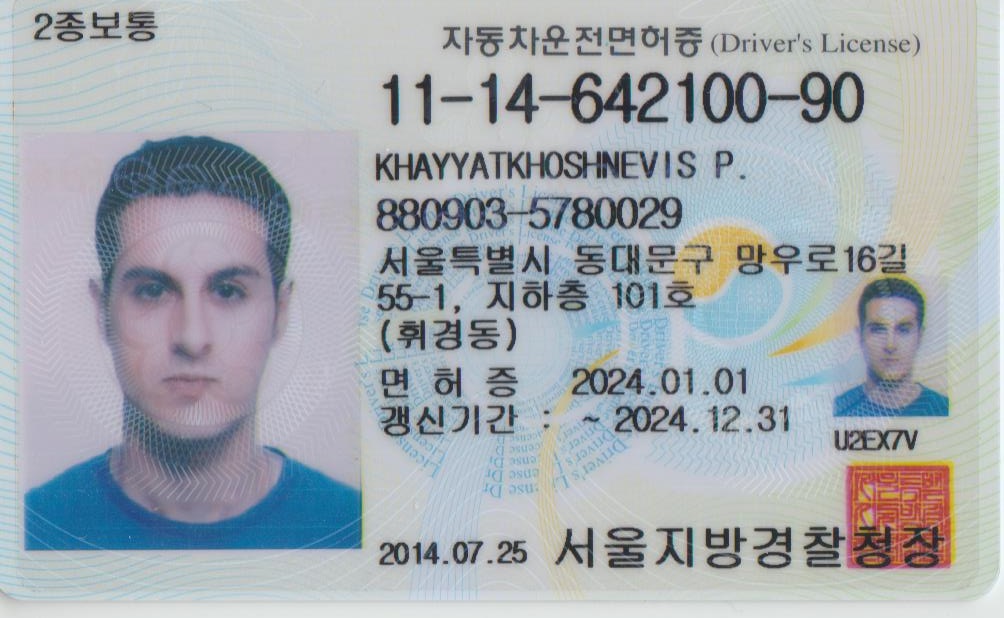 2종보통
자동차운전면허증 (Driver's License)
11-14-642100-90
KHAYYATKHOSHNEVIS P.
880903-5780029
서울특별시 동대문구 망우로16길
55-1, 지하층 101호
(휘경동)
면 허 증 2024.01.01
갱신기간 : ~ 2024.12.31
U2EX7V
2014.07.25 서울지방경찰청장